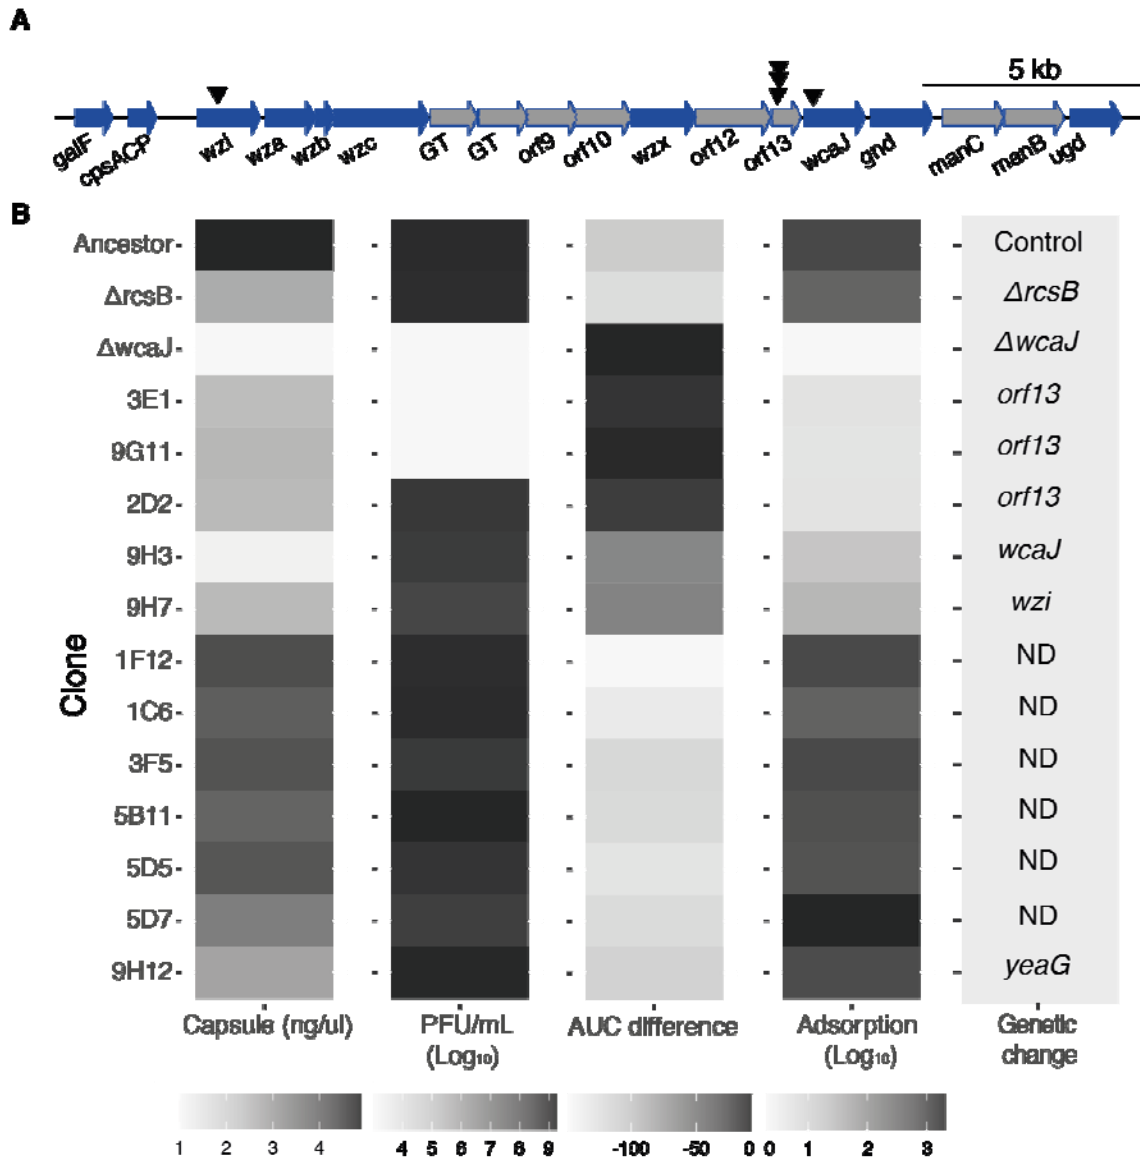 A
5 kb
galF cpsACP wzi wza wzb wzc GT GT orf9 orf10 wzx orf12 orf13 wcaJ gnd manC manB ugd
B
Clone
Ancestor- Control
ΔrcsB- ΔrcsB
ΔwcaJ- ΔwcaJ
3E1- orf13
9G11- orf13
2D2- orf13
9H3- wcaJ
9H7- wzi
1F12- ND
1C6- ND
3F5- ND
5B11- ND
5D5- ND
5D7- ND
9H12- yeaG
Capsule (ng/ul) PFU/mL AUC difference Adsorption Genetic
(Log₁₀) (Log₁₀) change
1 2 3 4 4 5 6 7 8 9 -100 -50 0 0 1 2 3